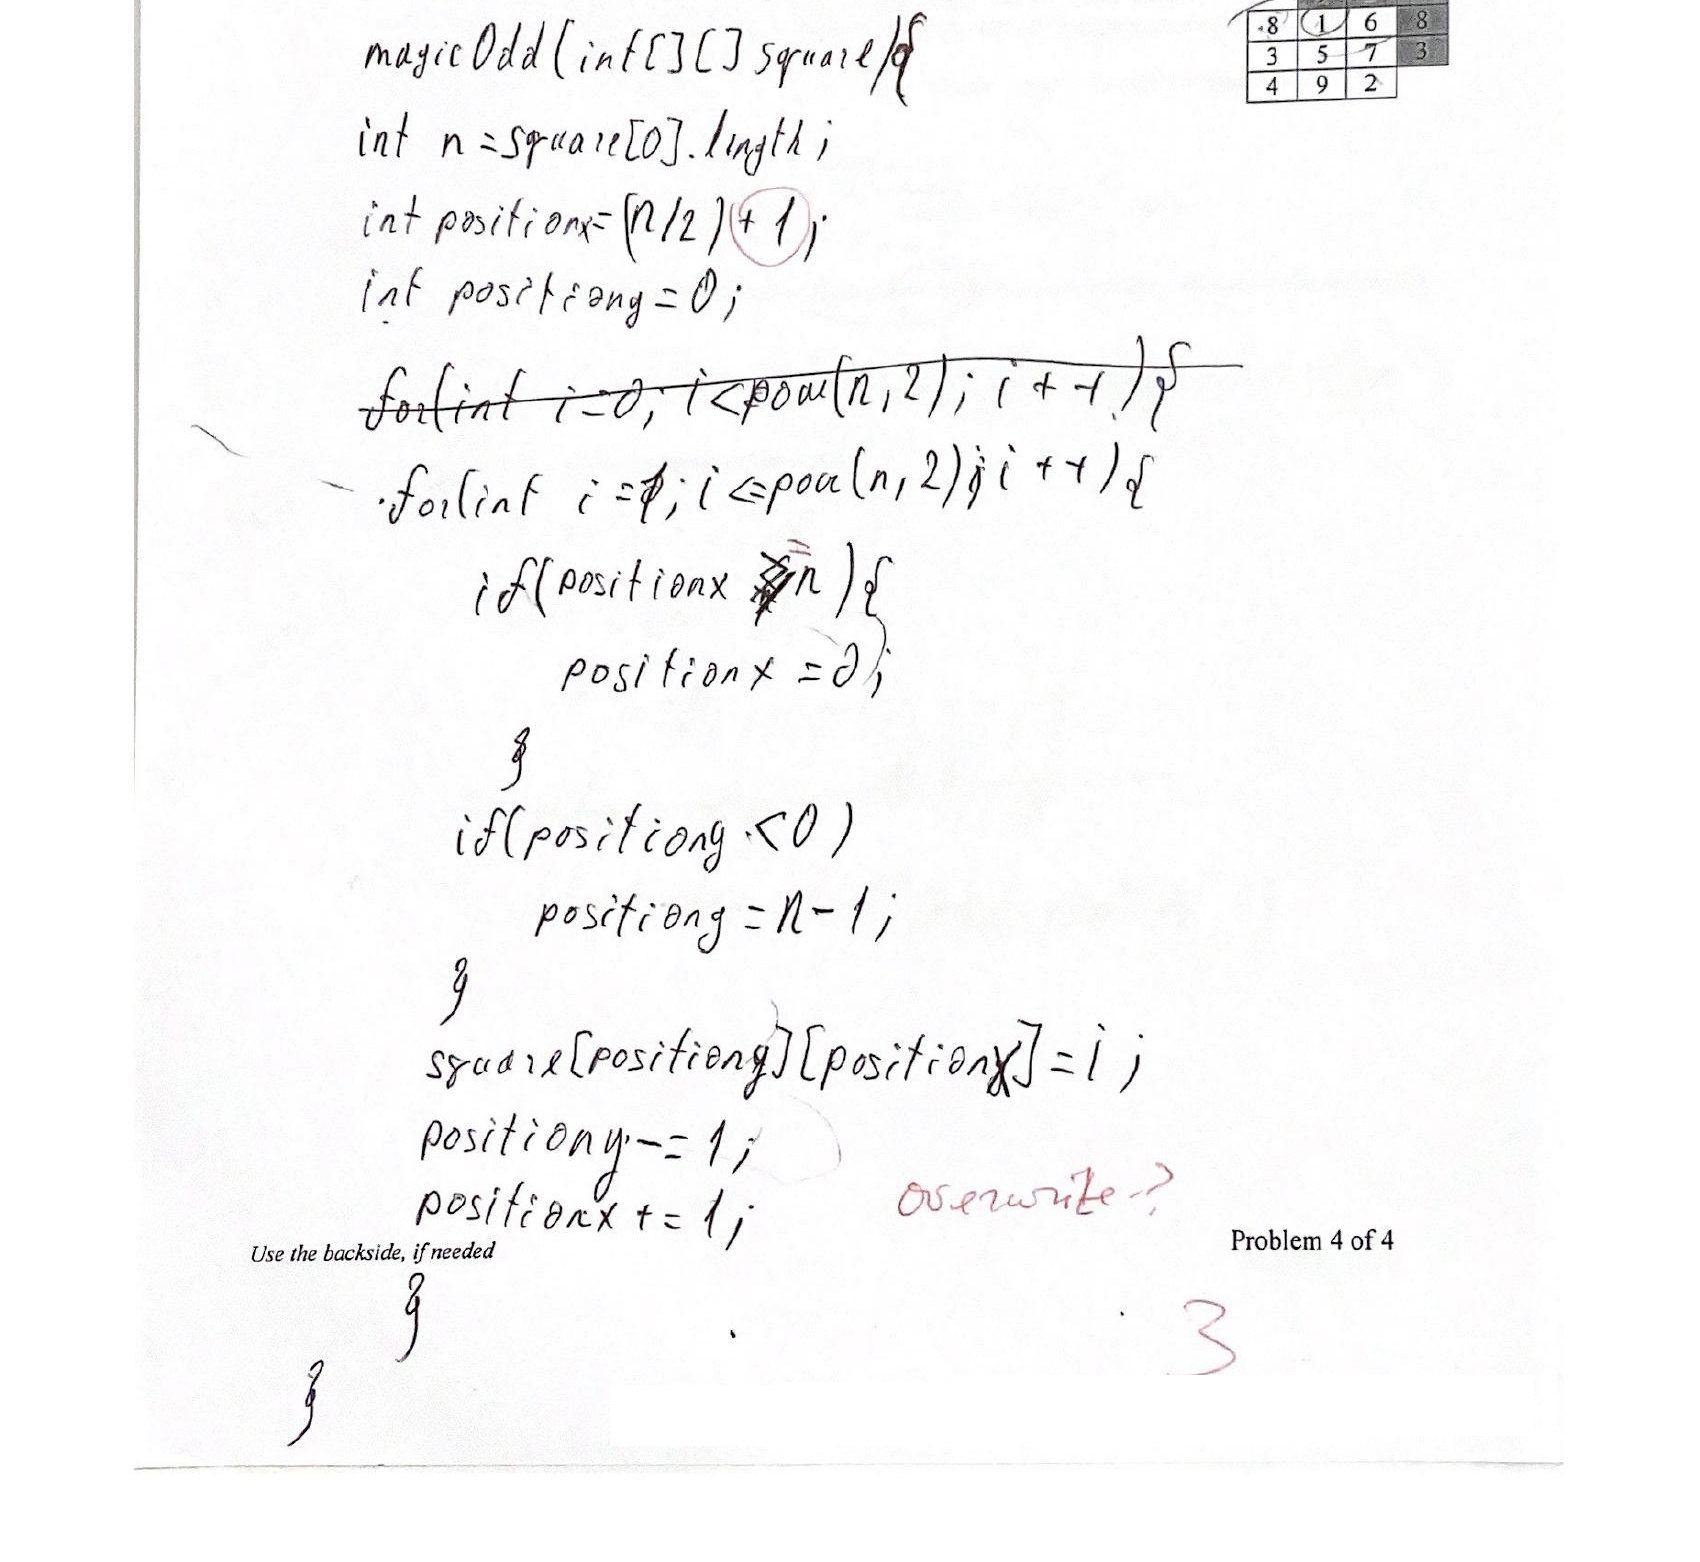 8 1 6 8
3 5 7 3
4 9 2
magicOdd(int[][] square){
int n=square[0].length;
int positionx=(n/2)+1;
int positiony=0;
for(int i=0; i<pow(n,2); i++){
for(int i=1; i<=pow(n,2); i++){
if(positionx = n){
positionx=0;
}
if(positiony<0)
positiony=n-1;
}
square[positiony][positionx]=i;
positiony-=1;
positionx+=1;
overwrite?
Use the backside, if needed
Problem 4 of 4
}
3
}